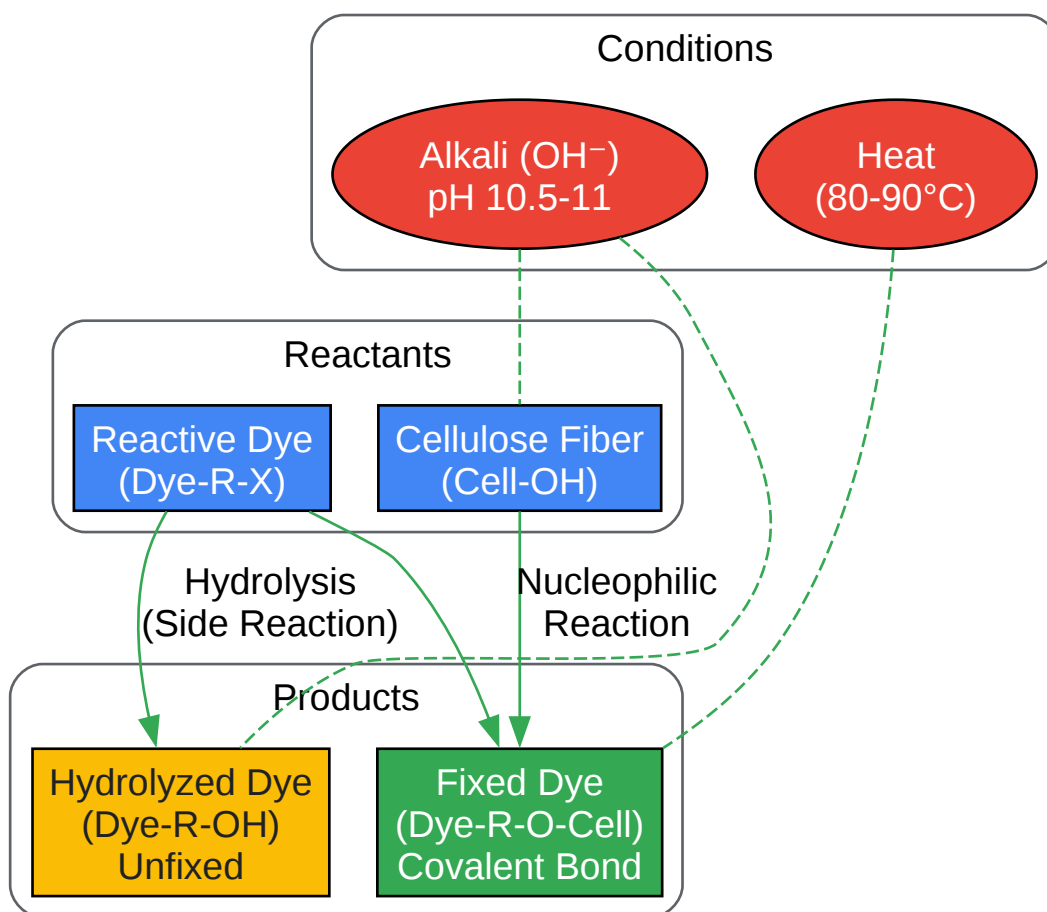 Conditions
Alkali (OH⁻)
pH 10.5-11
Heat
(80-90°C)
Reactants
Reactive Dye
(Dye-R-X)
Cellulose Fiber
(Cell-OH)
Hydrolysis
(Side Reaction)
Nucleophilic
Reaction
Products
Hydrolyzed Dye
(Dye-R-OH)
Unfixed
Fixed Dye
(Dye-R-O-Cell)
Covalent Bond